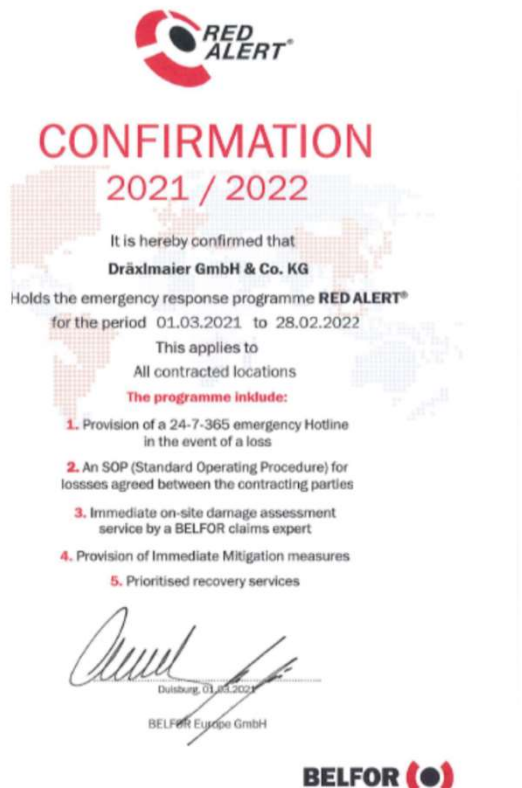 RED
ALERT®
CONFIRMATION
2021 / 2022
It is hereby confirmed that
Dräxlmaier GmbH & Co. KG
Holds the emergency response programme RED ALERT®
for the period 01.03.2021 to 28.02.2022
This applies to
All contracted locations
The programme inklude:
1. Provision of a 24-7-365 emergency Hotline
in the event of a loss
2. An SOP (Standard Operating Procedure) for
lossses agreed between the contracting parties
3. Immediate on-site damage assessment
service by a BELFOR claims expert
4. Provision of Immediate Mitigation measures
5. Prioritised recovery services
Duisburg, 01.03.2021
BELFOR Europe GmbH
BELFOR